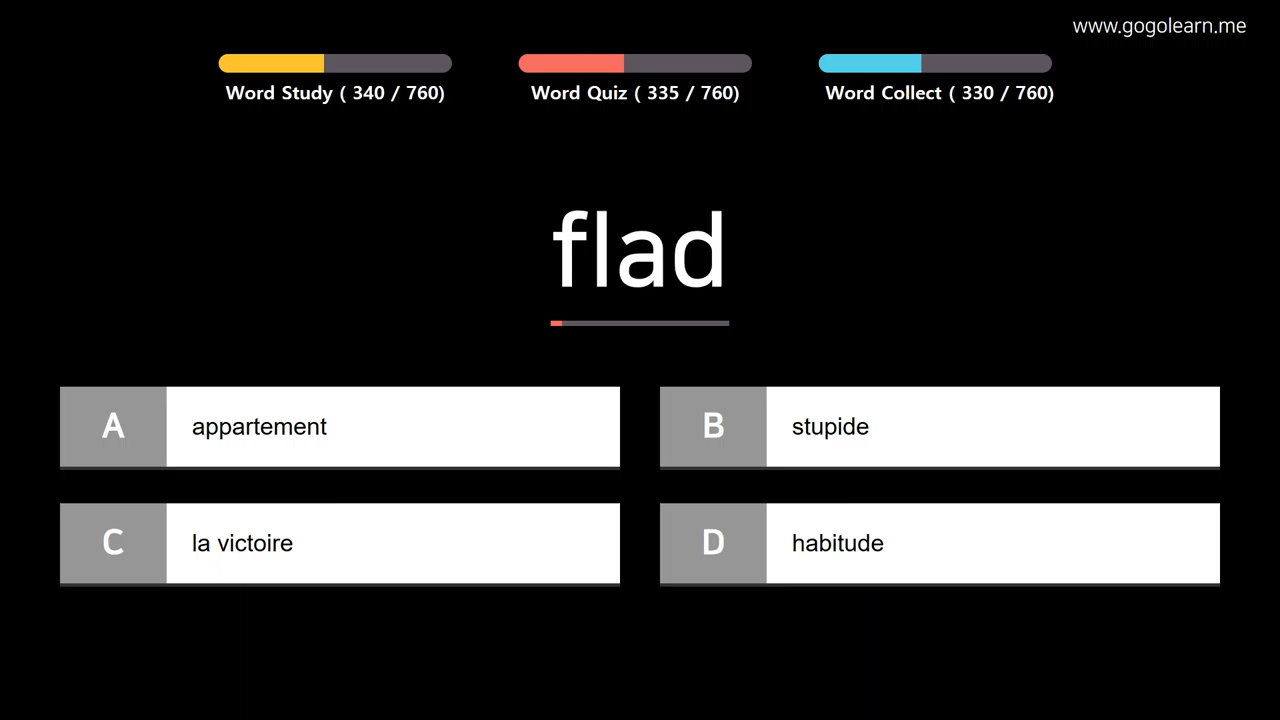 www.gogolearn.me
Word Study ( 340 / 760)
Word Quiz ( 335 / 760)
Word Collect ( 330 / 760)
flad
A appartement
B stupide
C la victoire
D habitude